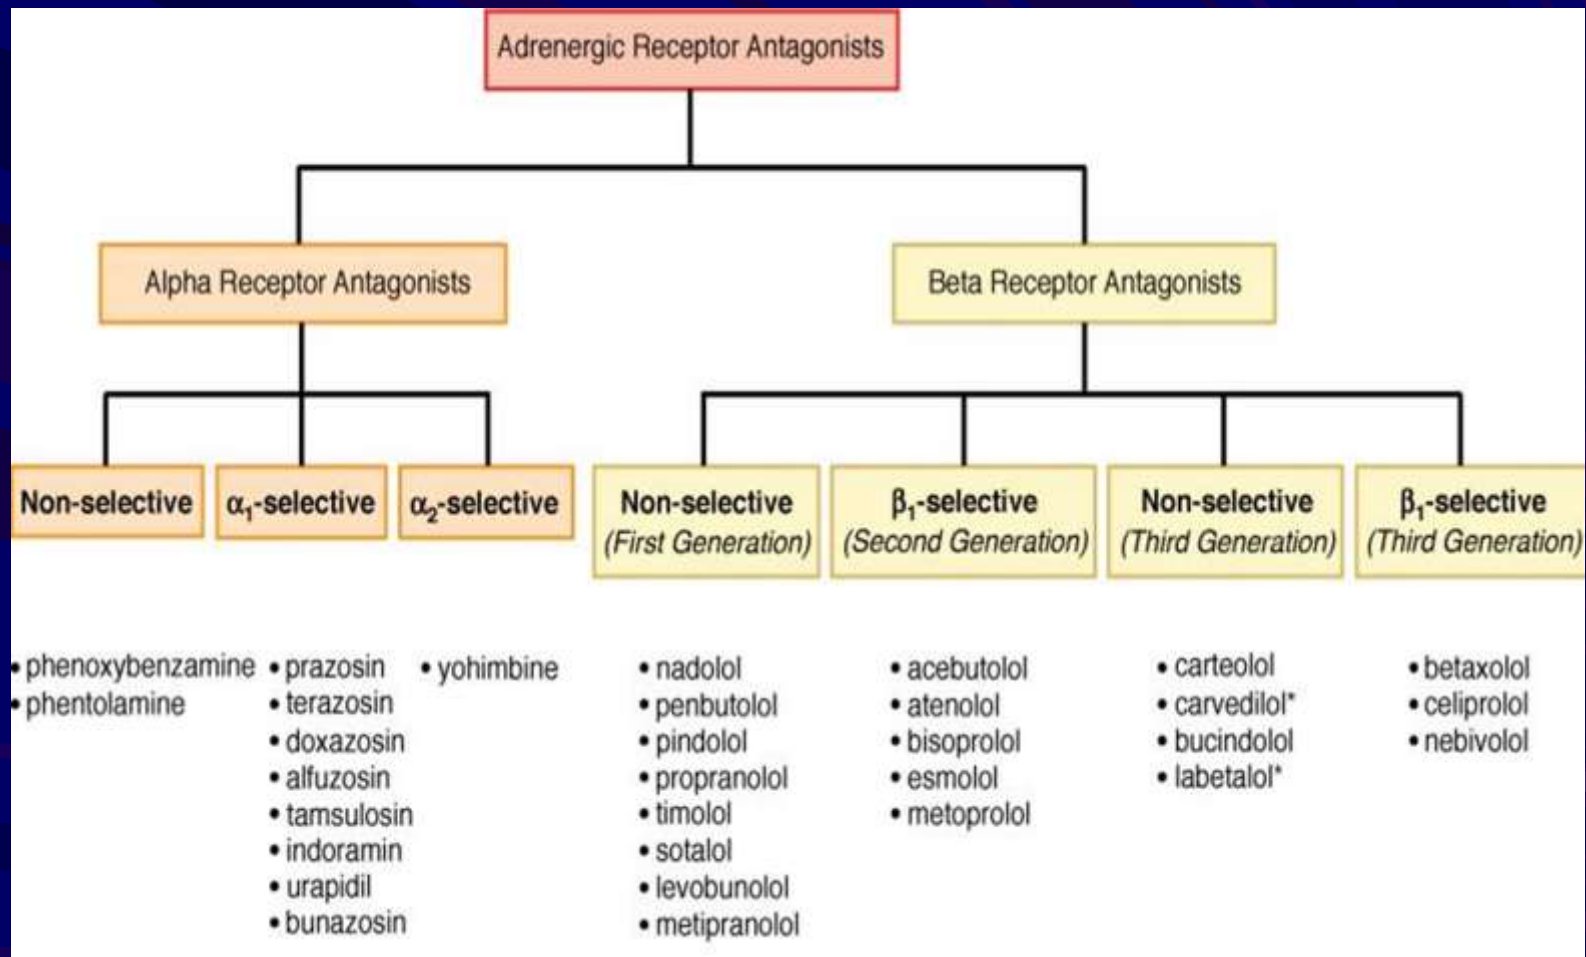 Adrenergic Receptor Antagonists
Alpha Receptor Antagonists
Beta Receptor Antagonists
Non-selective
α₁-selective
α₂-selective
Non-selective
(First Generation)
β₁-selective
(Second Generation)
Non-selective
(Third Generation)
β₁-selective
(Third Generation)
• phenoxybenzamine
• phentolamine
• prazosin
• terazosin
• doxazosin
• alfuzosin
• tamsulosin
• indoramin
• urapidil
• bunazosin
• yohimbine
• nadolol
• penbutolol
• pindolol
• propranolol
• timolol
• sotalol
• levobunolol
• metipranolol
• acebutolol
• atenolol
• bisoprolol
• esmolol
• metoprolol
• carteolol
• carvedilol*
• bucindolol
• labetalol*
• betaxolol
• celiprolol
• nebivolol